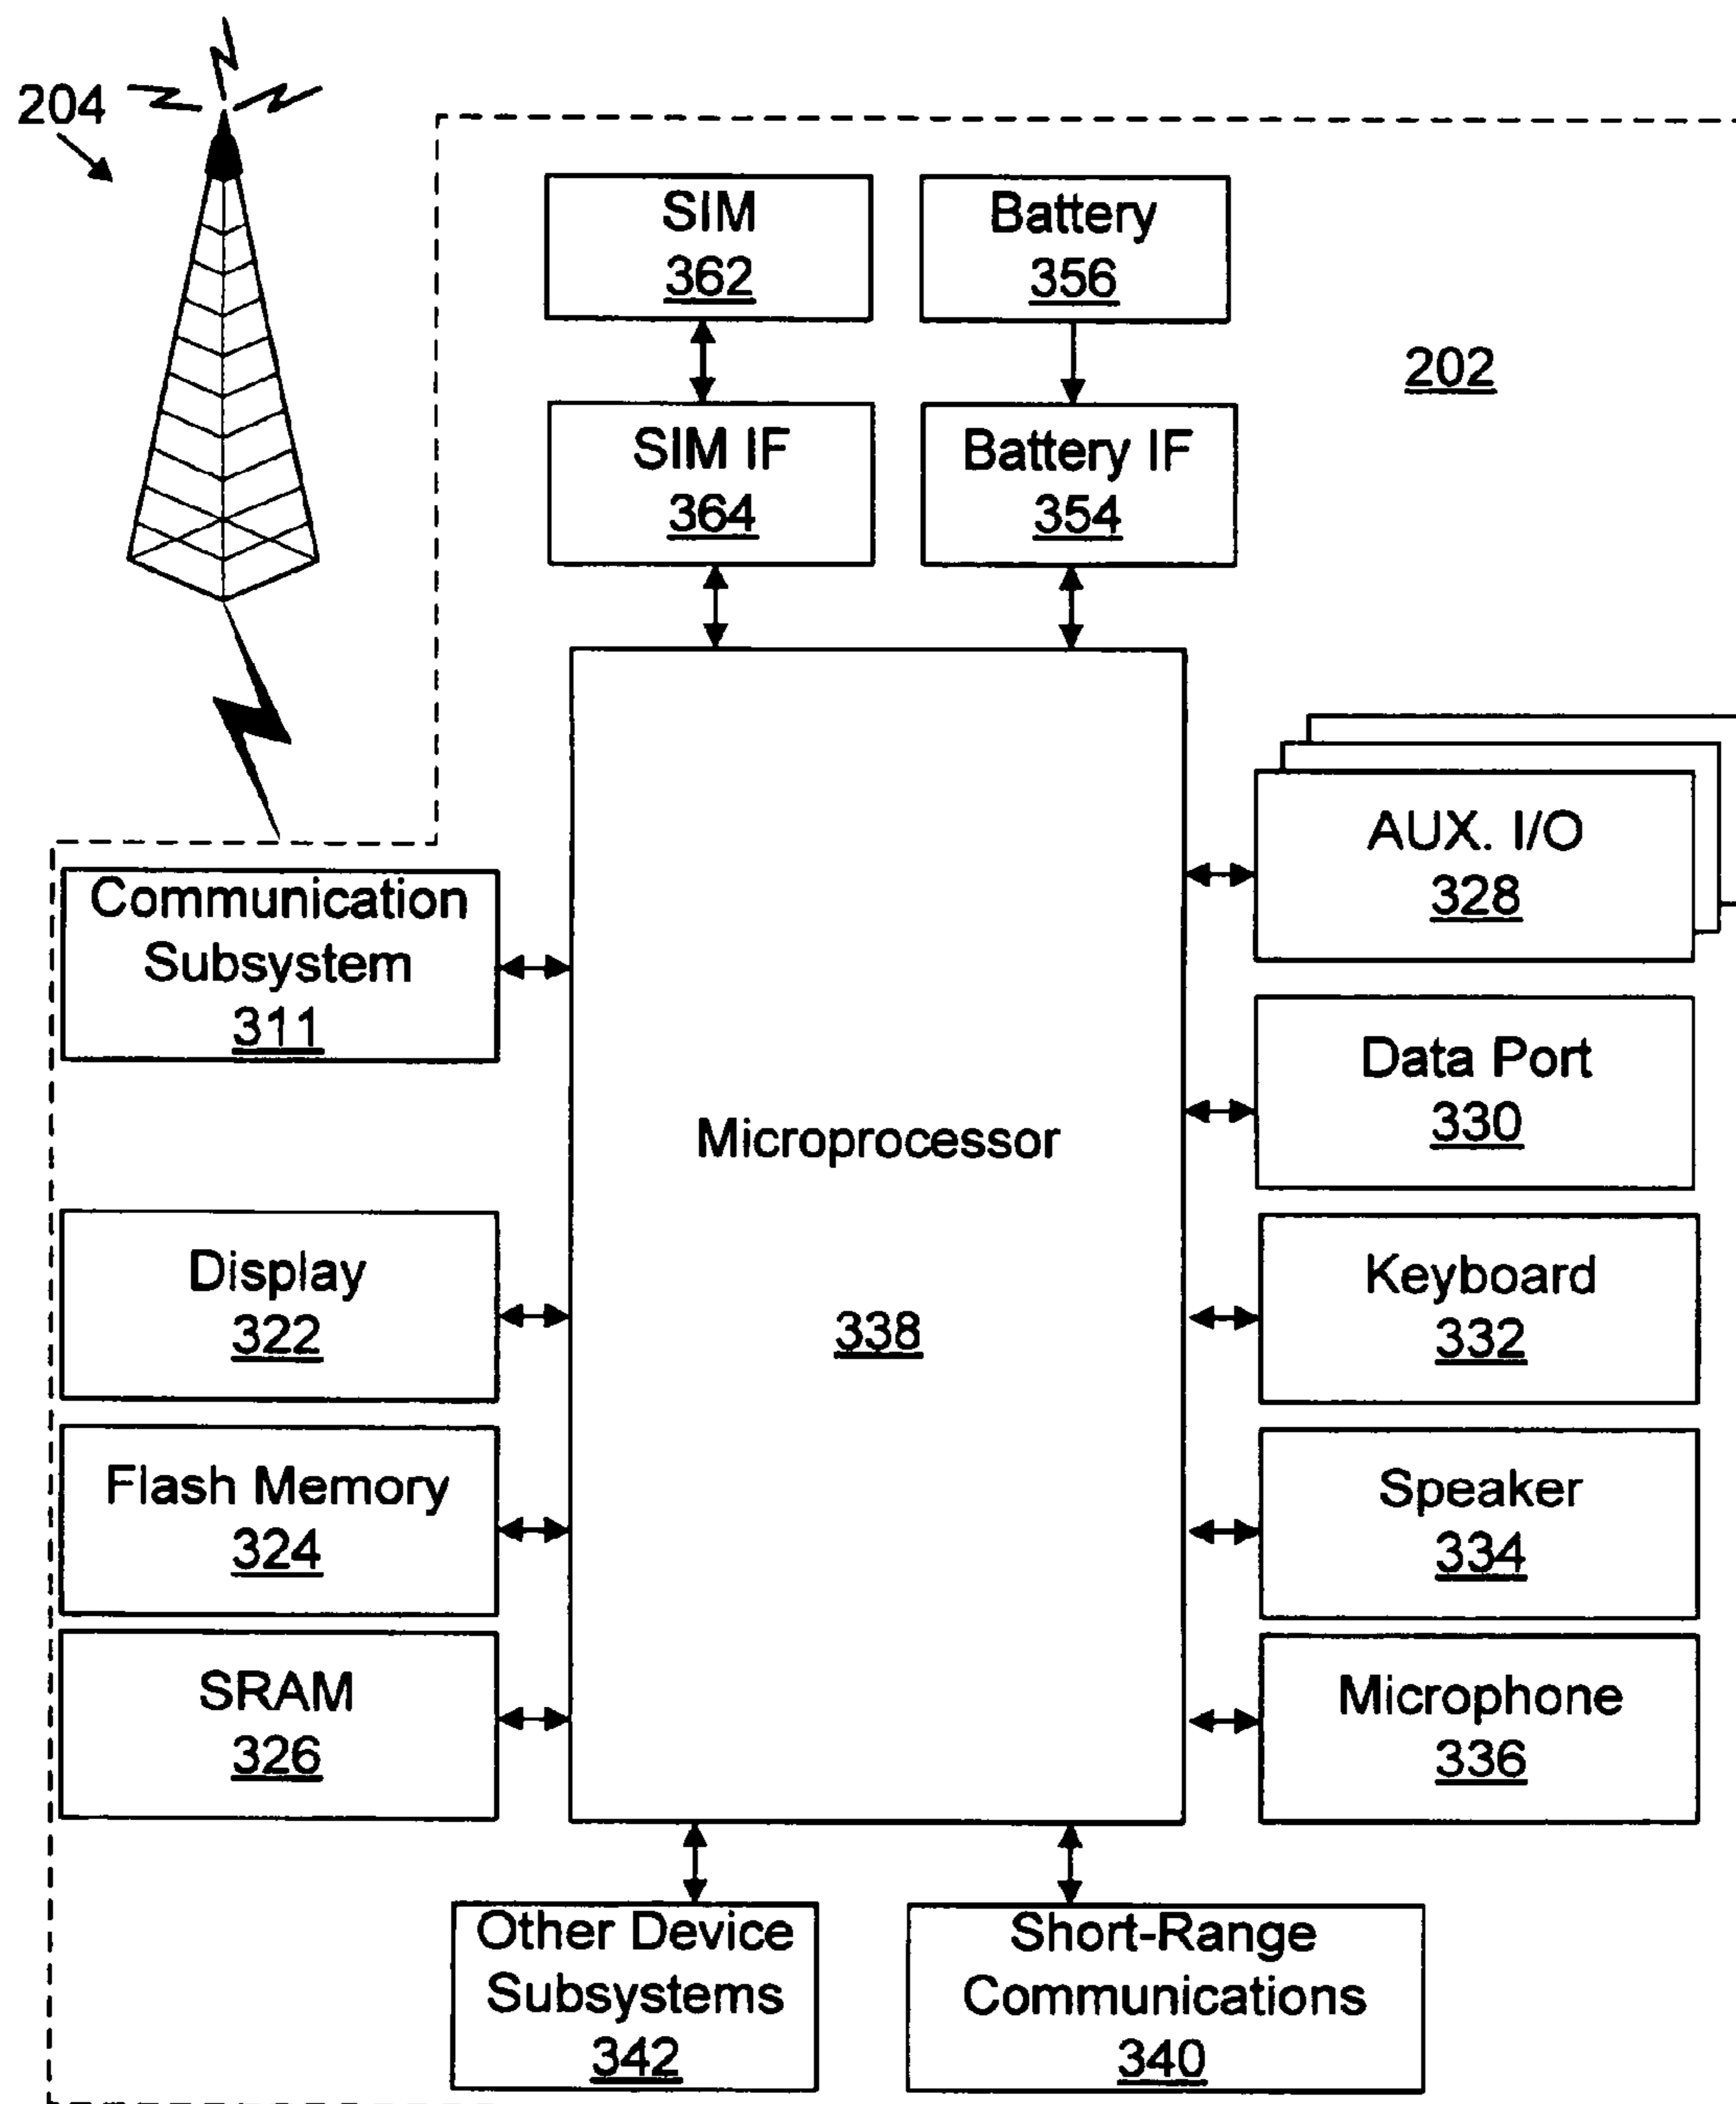 204
SIM
362
Battery
356
202
SIM IF
364
Battery IF
354
AUX. I/O
328
Communication
Subsystem
311
Data Port
330
Microprocessor
338
Display
322
Keyboard
332
Flash Memory
324
Speaker
334
SRAM
326
Microphone
336
Other Device
Subsystems
342
Short-Range
Communications
340